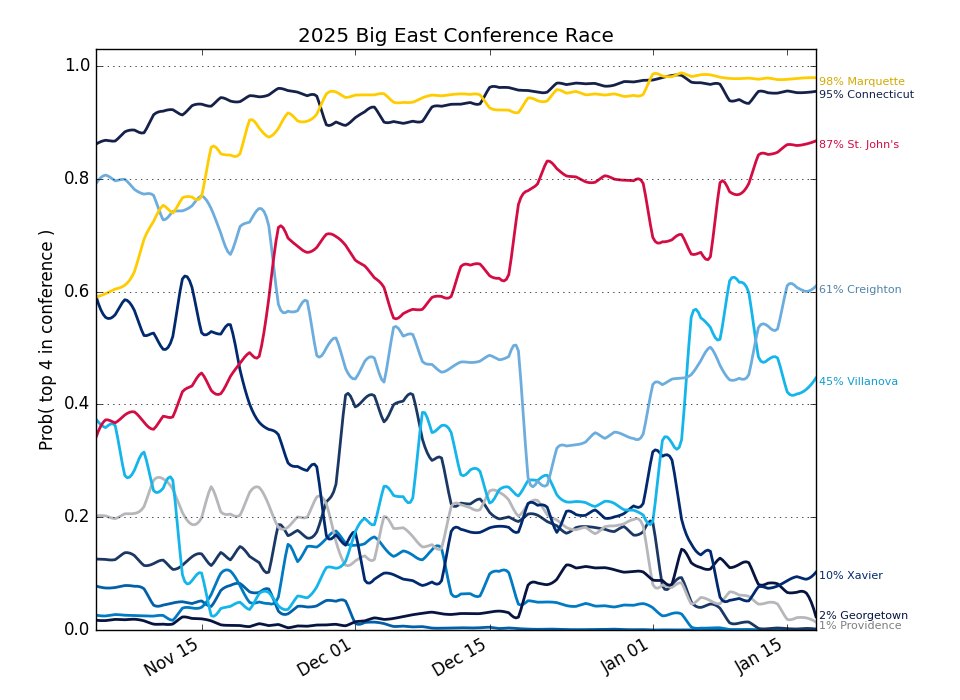 2025 Big East Conference Race
Prob( top 4 in conference )
1.0
0.8
0.6
0.4
0.2
0.0
Nov 15
Dec 01
Dec 15
Jan 01
Jan 15
98% Marquette
95% Connecticut
87% St. John's
61% Creighton
45% Villanova
10% Xavier
2% Georgetown
1% Providence